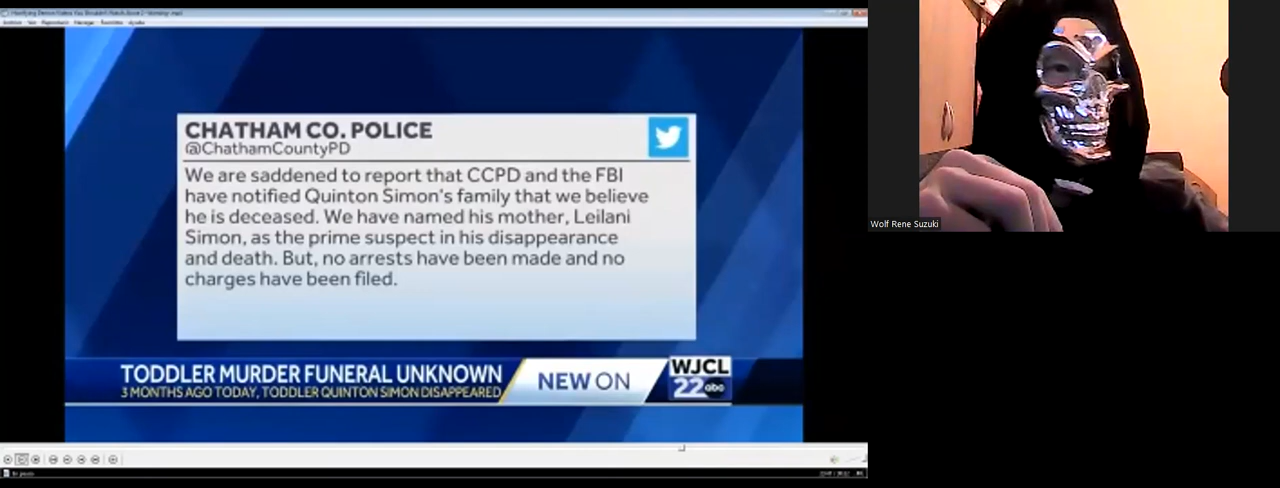 CHATHAM CO. POLICE
@ChathamCountyPD
We are saddened to report that CCPD and the FBI
have notified Quinton Simon's family that we believe
he is deceased. We have named his mother, Leilani
Simon, as the prime suspect in his disappearance
and death. But, no arrests have been made and no
charges have been filed.
TODDLER MURDER FUNERAL UNKNOWN
3 MONTHS AGO TODAY, TODDLER QUINTON SIMON DISAPPEARED
NEW ON
WJCL
22 abc
Wolf Rene Suzuki